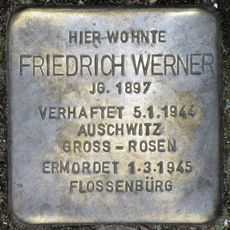 HIER WOHNTE
FRIEDRICH WERNER
JG. 1897
VERHAFTET 5.1.1944
AUSCHWITZ
GROSS – ROSEN
ERMORDET 1.3.1945
FLOSSENBÜRG